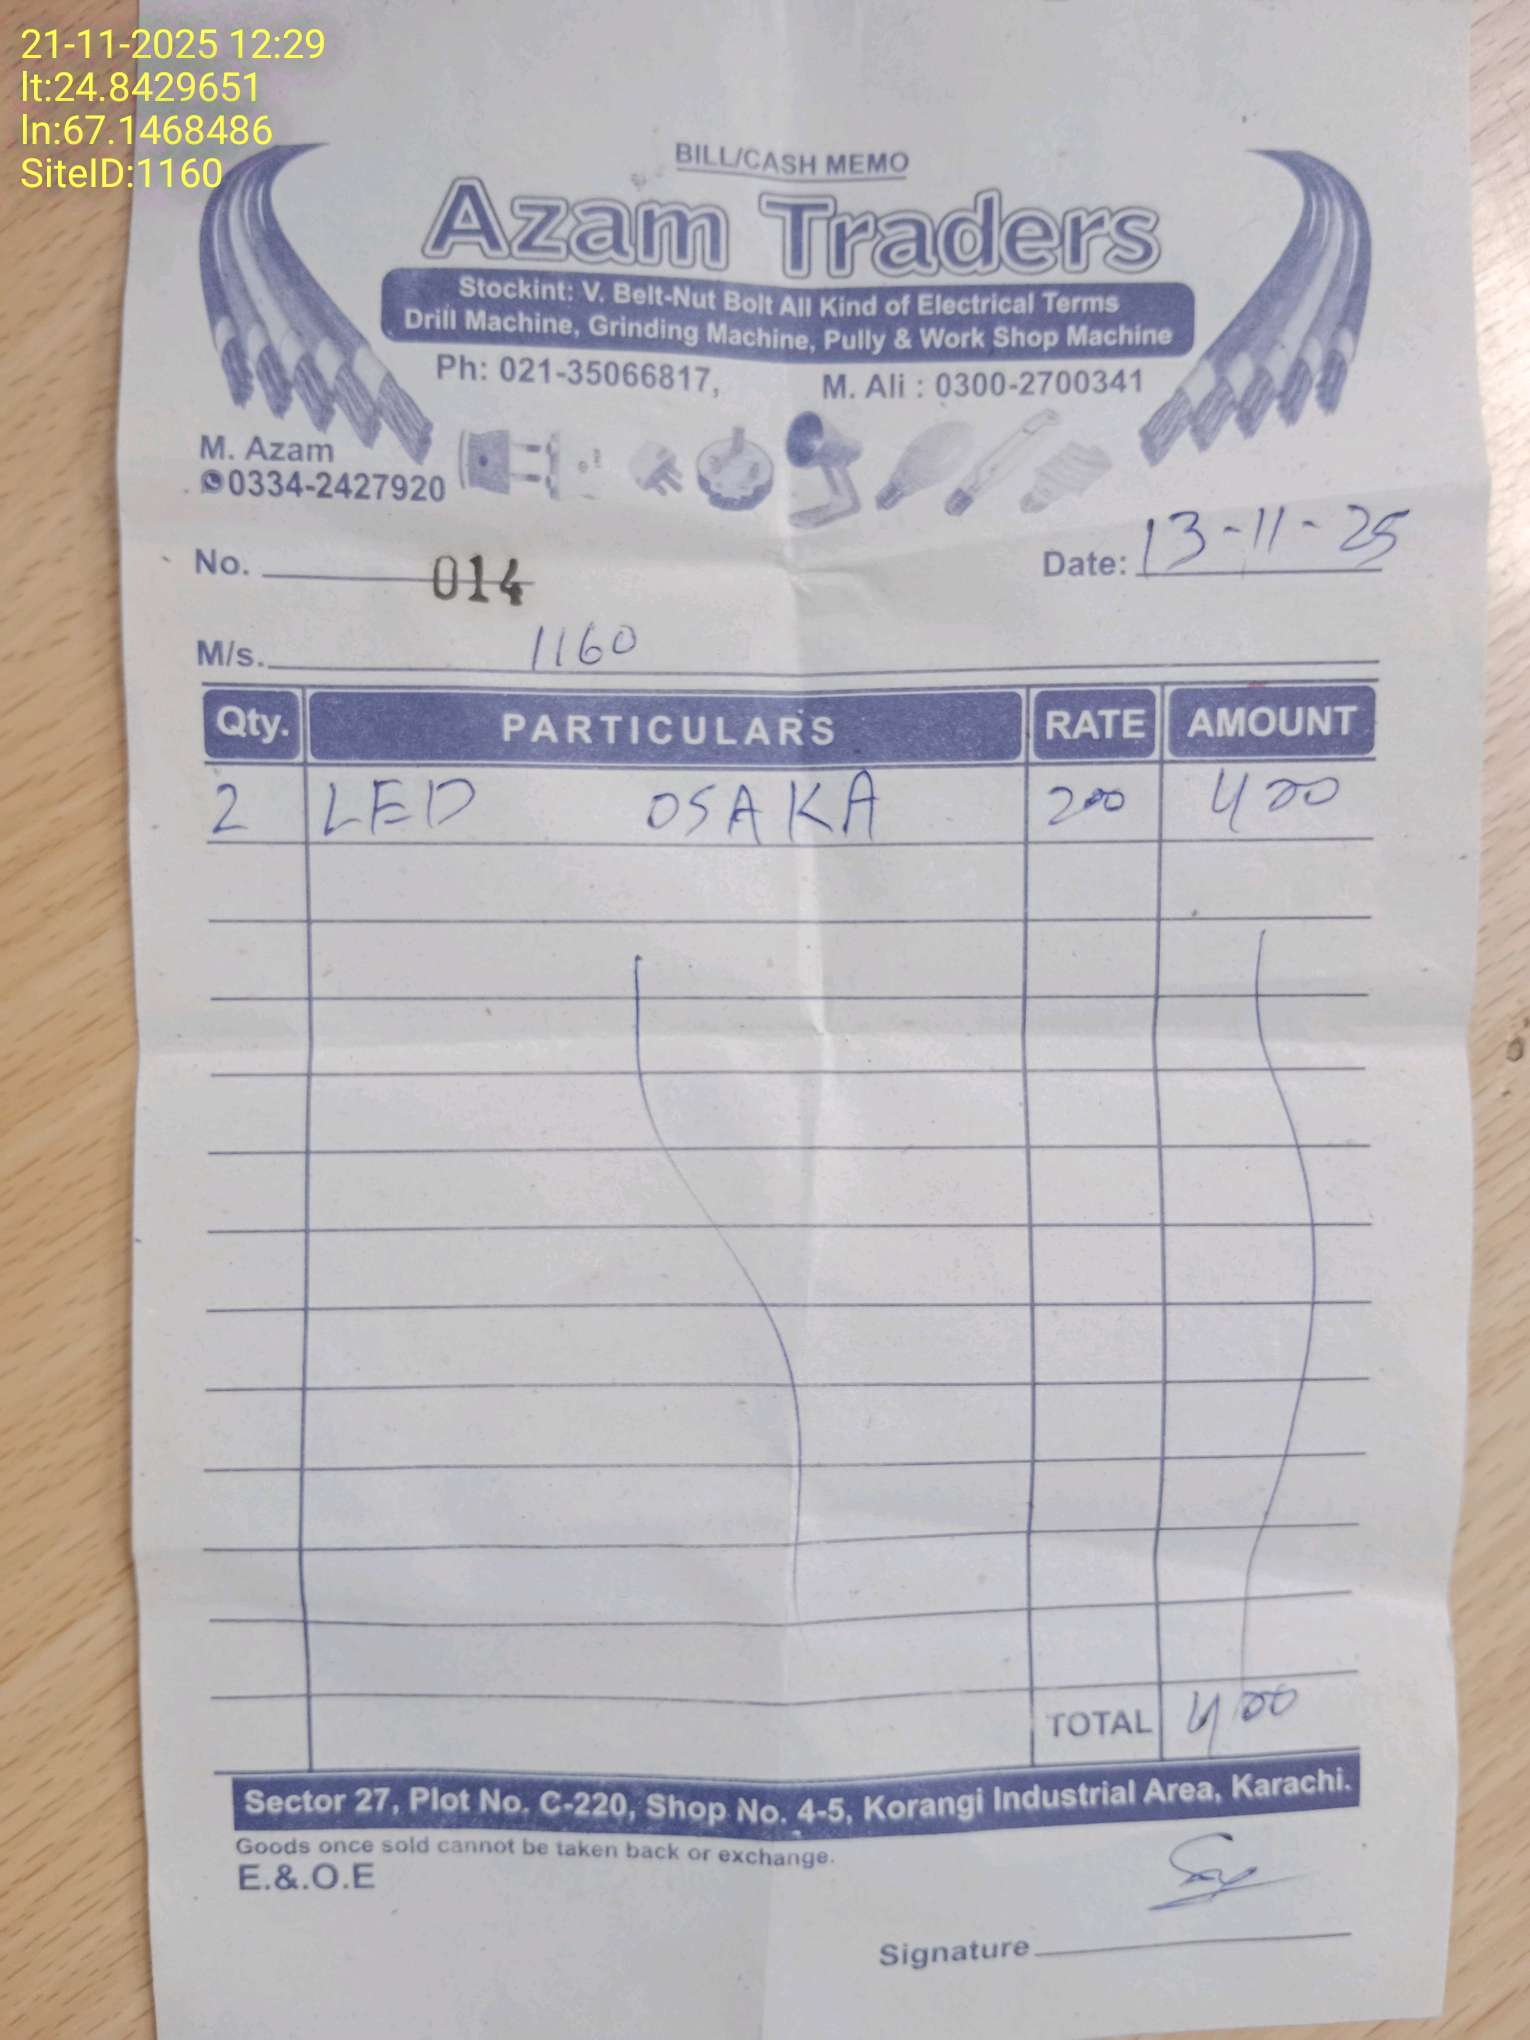 21-11-2025 12:29
lt:24.8429651
ln:67.1468486
SiteID:1160
BILL/CASH MEMO
Azam Traders
Stockint: V. Belt-Nut Bolt All Kind of Electrical Terms
Drill Machine, Grinding Machine, Pully & Work Shop Machine
Ph: 021-35066817, M. Ali : 0300-2700341
M. Azam
0334-2427920
No. 014 Date: 13-11-25
M/s. 1160
Qty. PARTICULARS RATE AMOUNT
2 LED OSAKA 200 400
TOTAL 400
Sector 27, Plot No. C-220, Shop No. 4-5, Korangi Industrial Area, Karachi.
Goods once sold cannot be taken back or exchange.
E.&.O.E
Signature